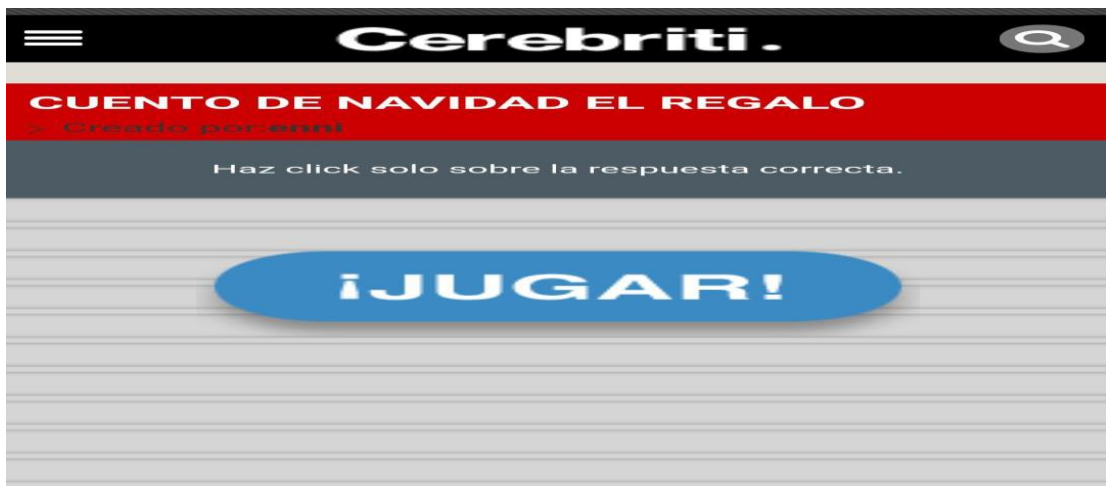 Cerebriti.
CUENTO DE NAVIDAD EL REGALO
> Creado por:enni
Haz click solo sobre la respuesta correcta.
¡JUGAR!